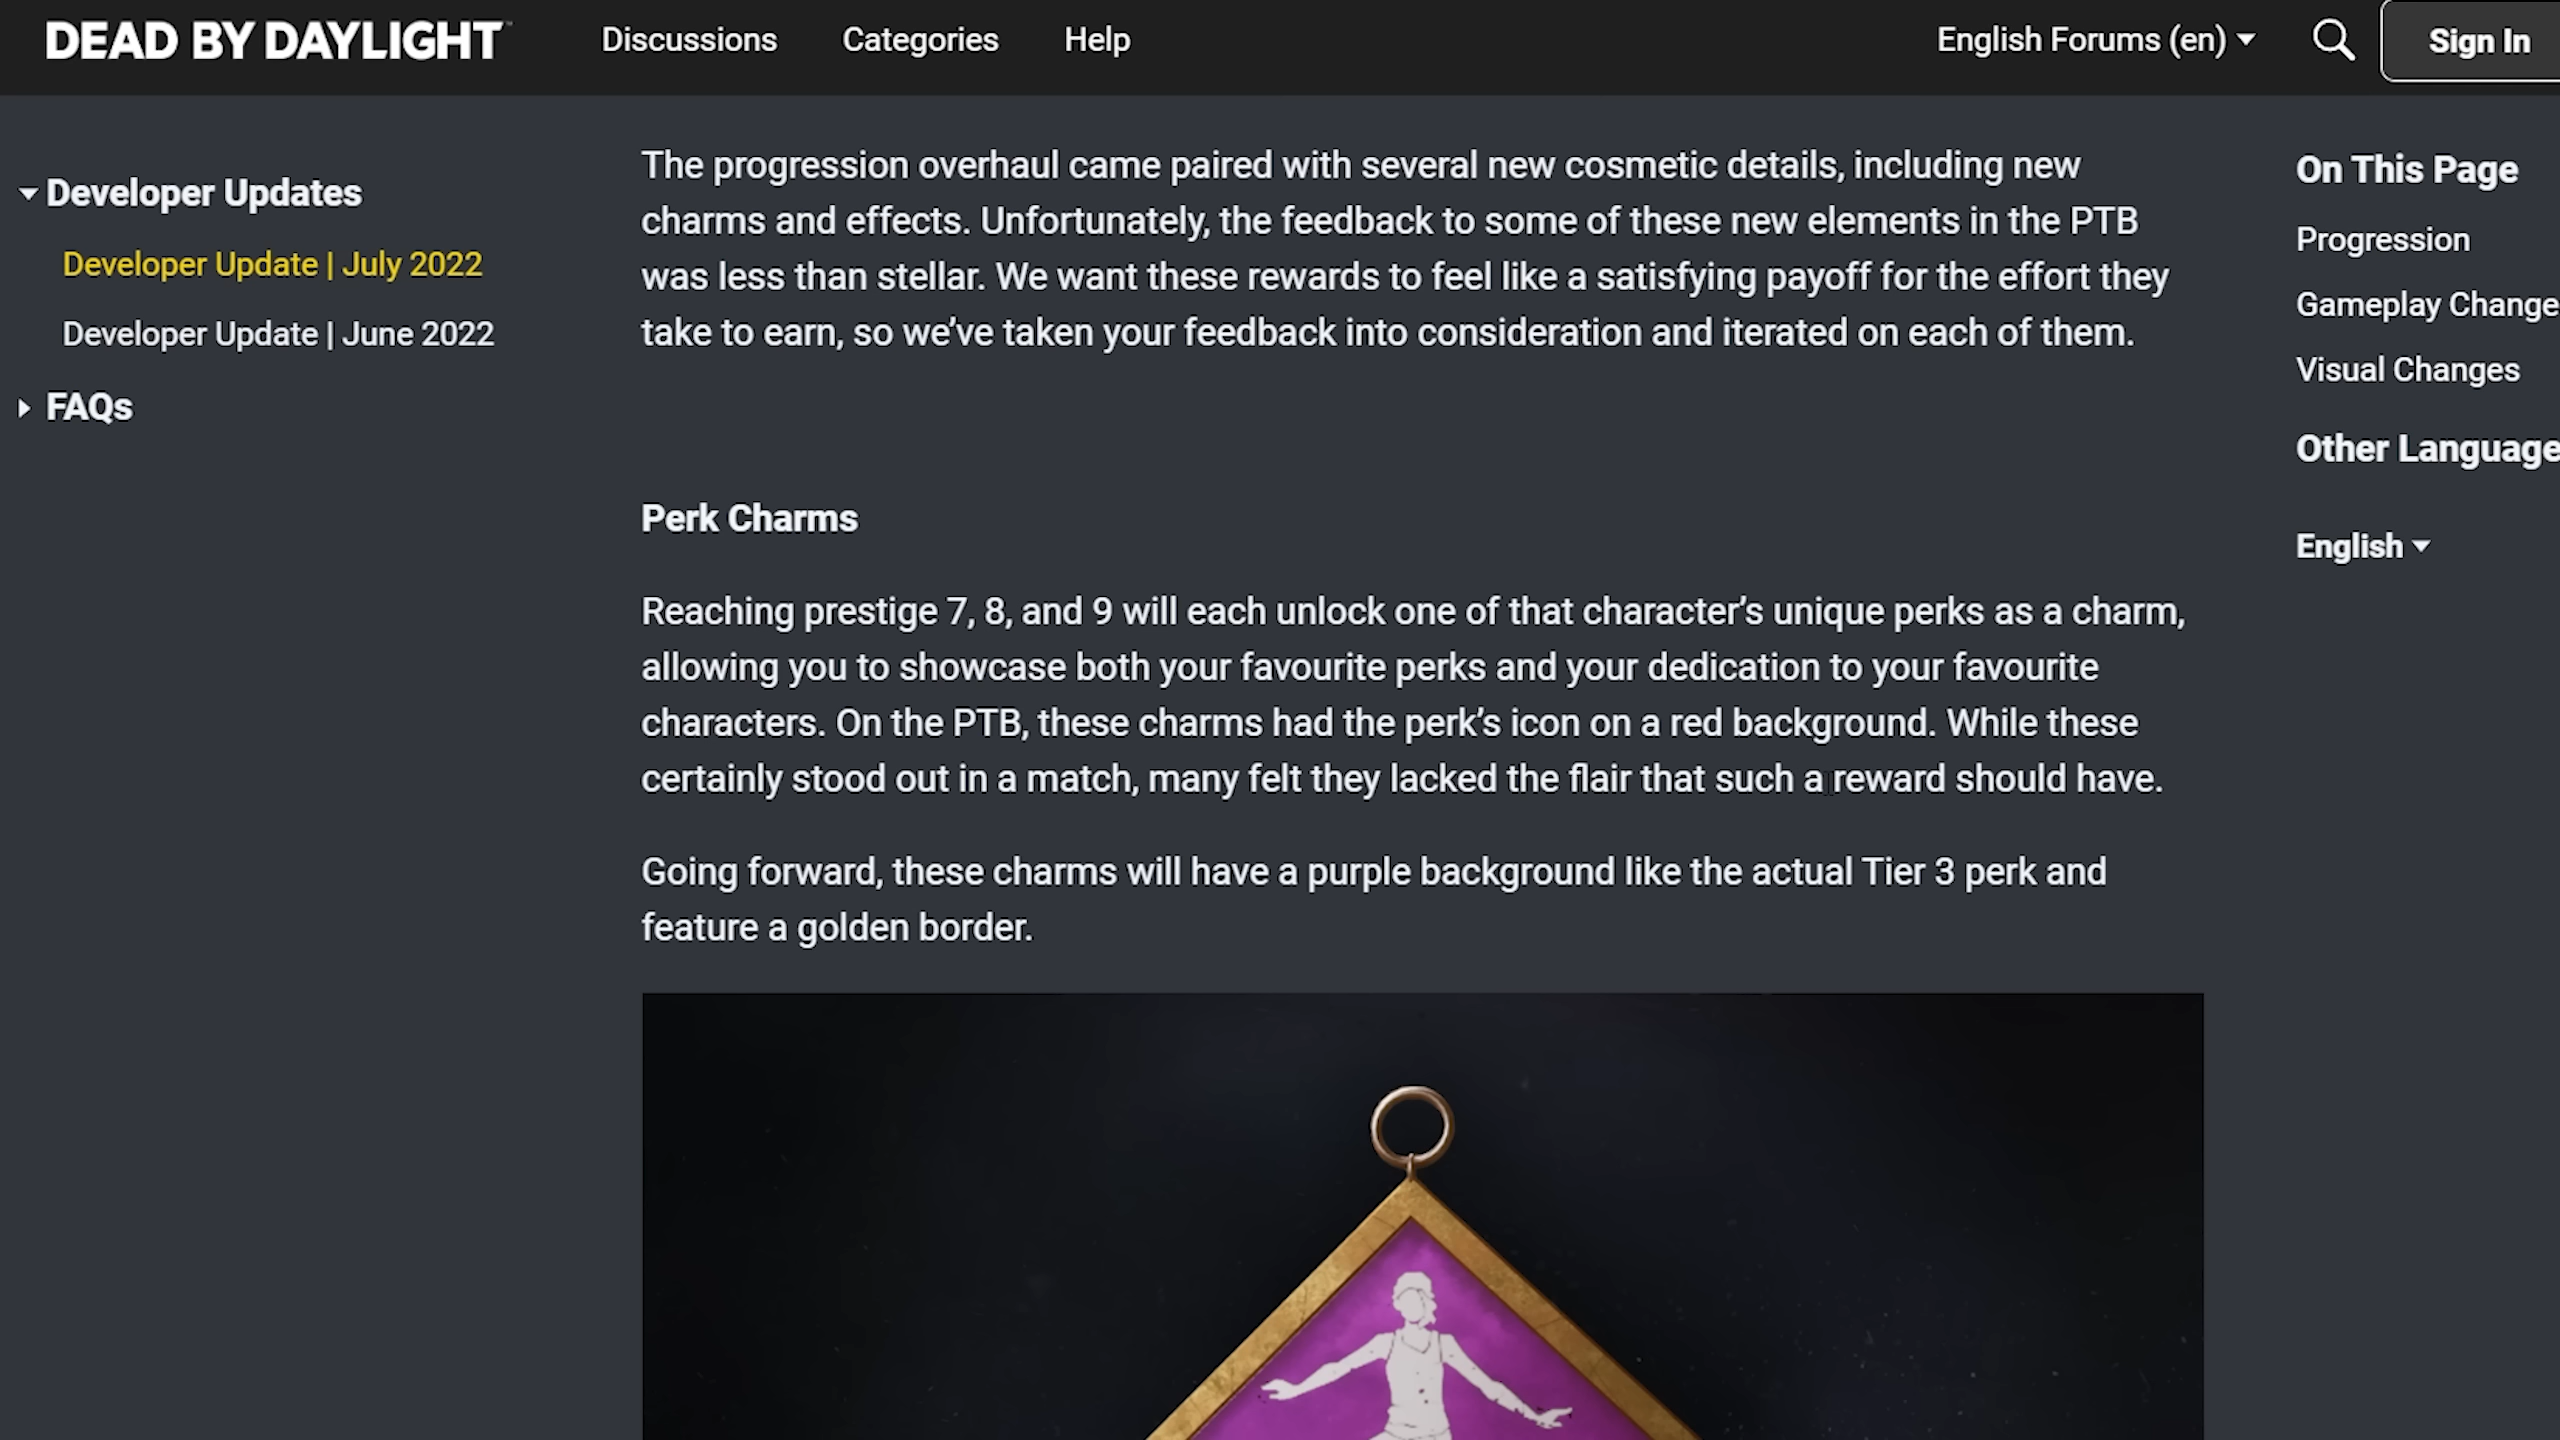 DEAD BY DAYLIGHT™
Discussions
Categories
Help
English Forums (en)
Sign In
Developer Updates
Developer Update | July 2022
Developer Update | June 2022
FAQs
The progression overhaul came paired with several new cosmetic details, including new
charms and effects. Unfortunately, the feedback to some of these new elements in the PTB
was less than stellar. We want these rewards to feel like a satisfying payoff for the effort they
take to earn, so we’ve taken your feedback into consideration and iterated on each of them.
Perk Charms
Reaching prestige 7, 8, and 9 will each unlock one of that character’s unique perks as a charm,
allowing you to showcase both your favourite perks and your dedication to your favourite
characters. On the PTB, these charms had the perk’s icon on a red background. While these
certainly stood out in a match, many felt they lacked the flair that such a reward should have.
Going forward, these charms will have a purple background like the actual Tier 3 perk and
feature a golden border.
On This Page
Progression
Gameplay Change
Visual Changes
Other Language
English